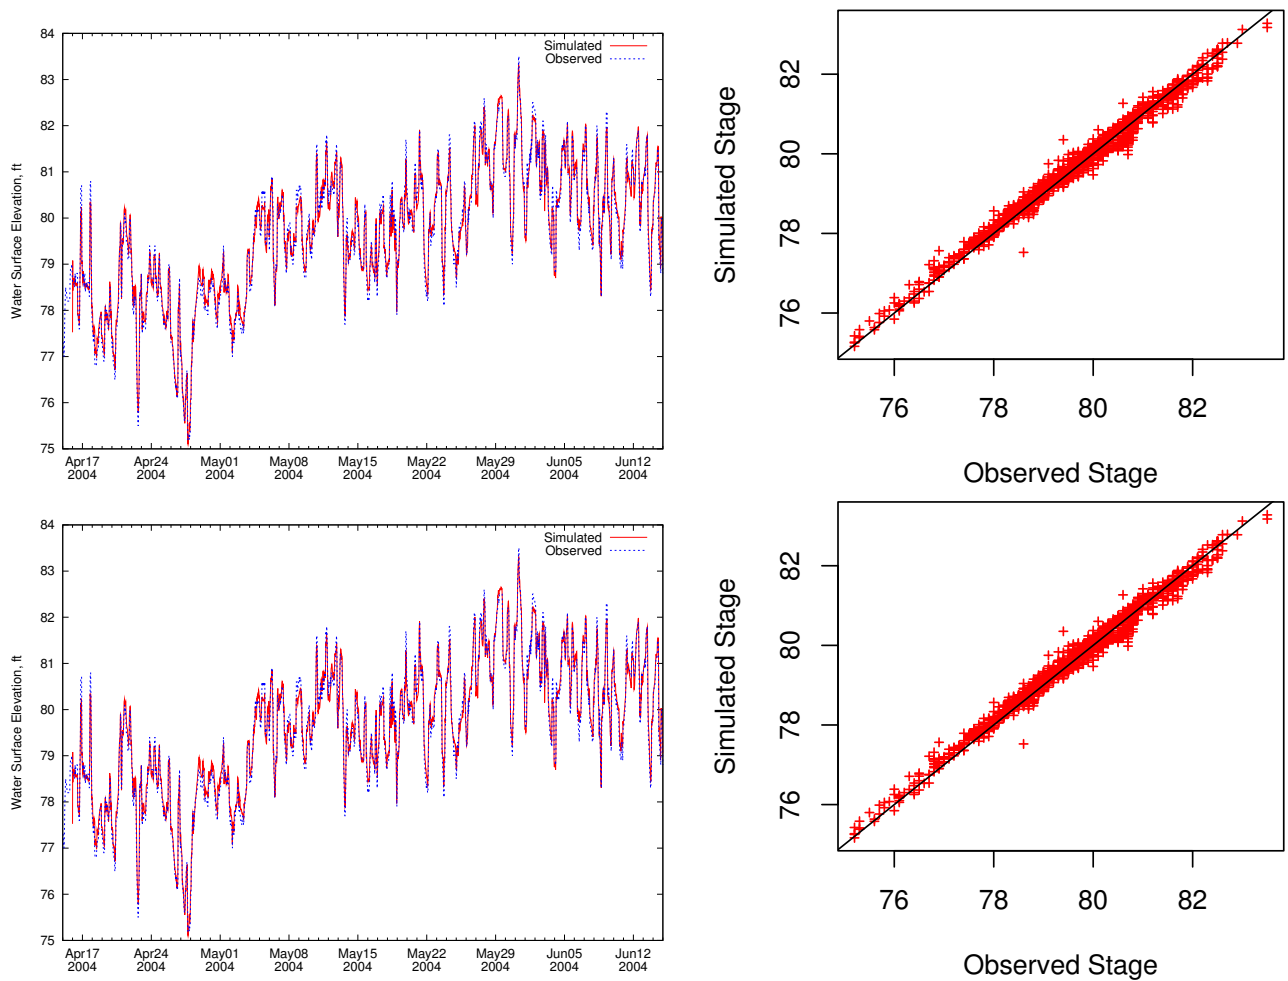 84
83
82
81
80
79
78
77
76
75
Water Surface Elevation, ft
Simulated
Observed
Apr17 Apr24 May01 May08 May15 May22 May29 Jun05 Jun12
2004 2004 2004 2004 2004 2004 2004 2004 2004
Simulated Stage
82
80
78
76
76 78 80 82
Observed Stage
84
83
82
81
80
79
78
77
76
75
Water Surface Elevation, ft
Simulated
Observed
Apr17 Apr24 May01 May08 May15 May22 May29 Jun05 Jun12
2004 2004 2004 2004 2004 2004 2004 2004 2004
Simulated Stage
82
80
78
76
76 78 80 82
Observed Stage